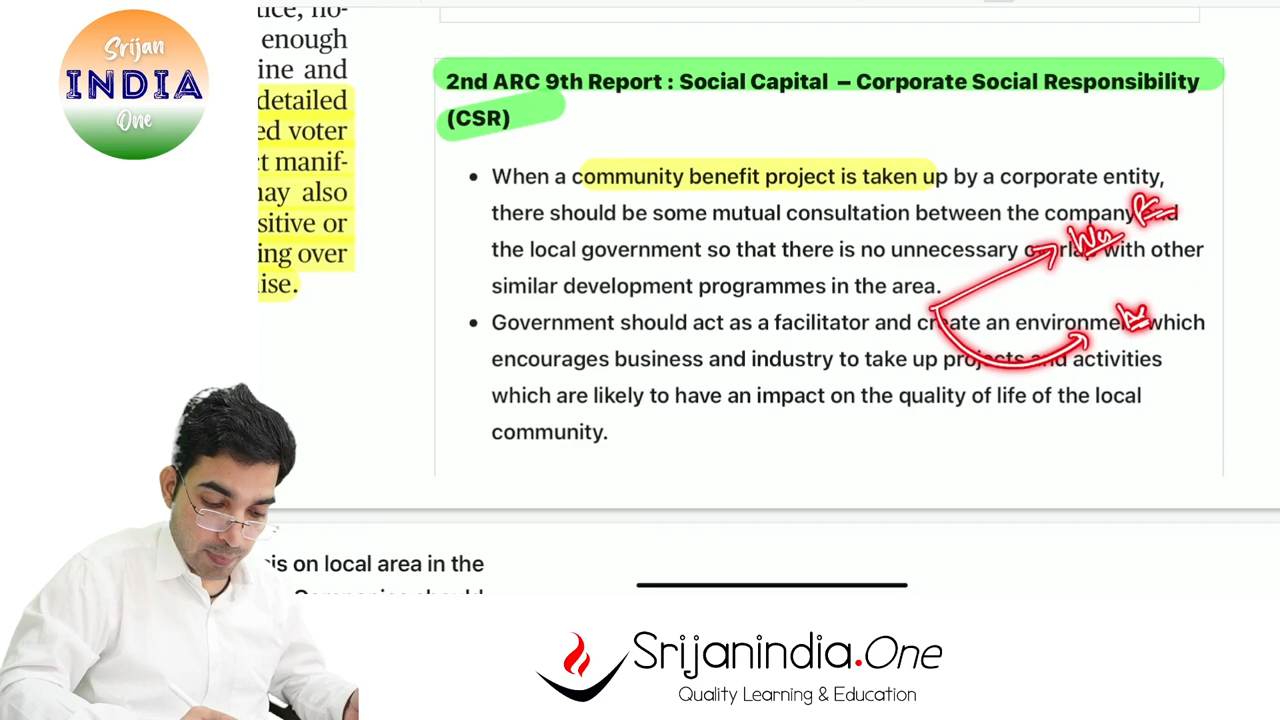 Srijan
INDIA
One
enough
ine and
detailed
ed voter
ct manif-
may also
sitive or
ing over
ise.
2nd ARC 9th Report : Social Capital – Corporate Social Responsibility
(CSR)
• When a community benefit project is taken up by a corporate entity,
there should be some mutual consultation between the company and
the local government so that there is no unnecessary overlap with other
similar development programmes in the area.
• Government should act as a facilitator and create an environment which
encourages business and industry to take up projects and activities
which are likely to have an impact on the quality of life of the local
community.
is on local area in the
Srijanindia.One
Quality Learning & Education